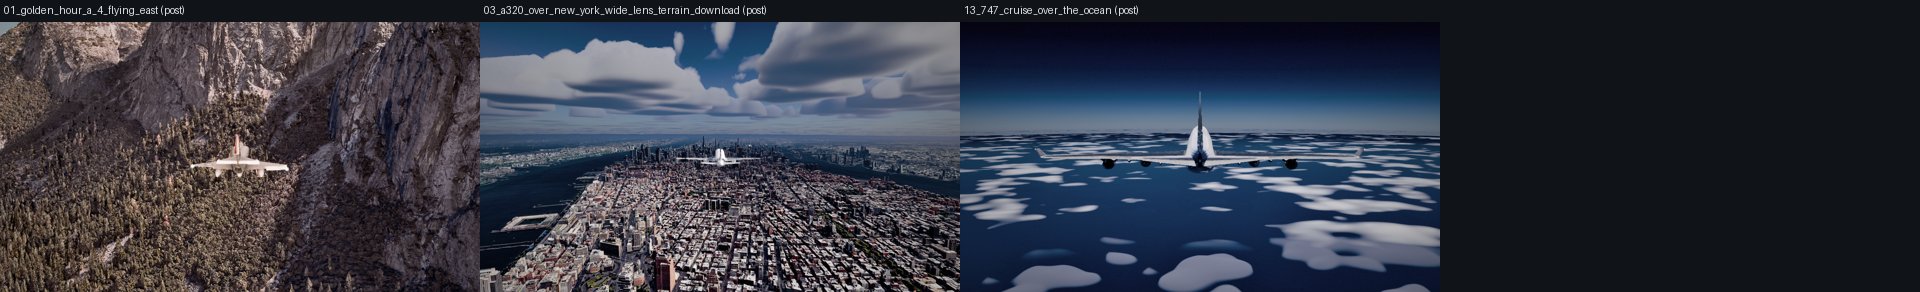 01_golden_hour_a_4_flying_east (post)
03_a320_over_new_york_wide_lens_terrain_download (post)
13_747_cruise_over_the_ocean (post)